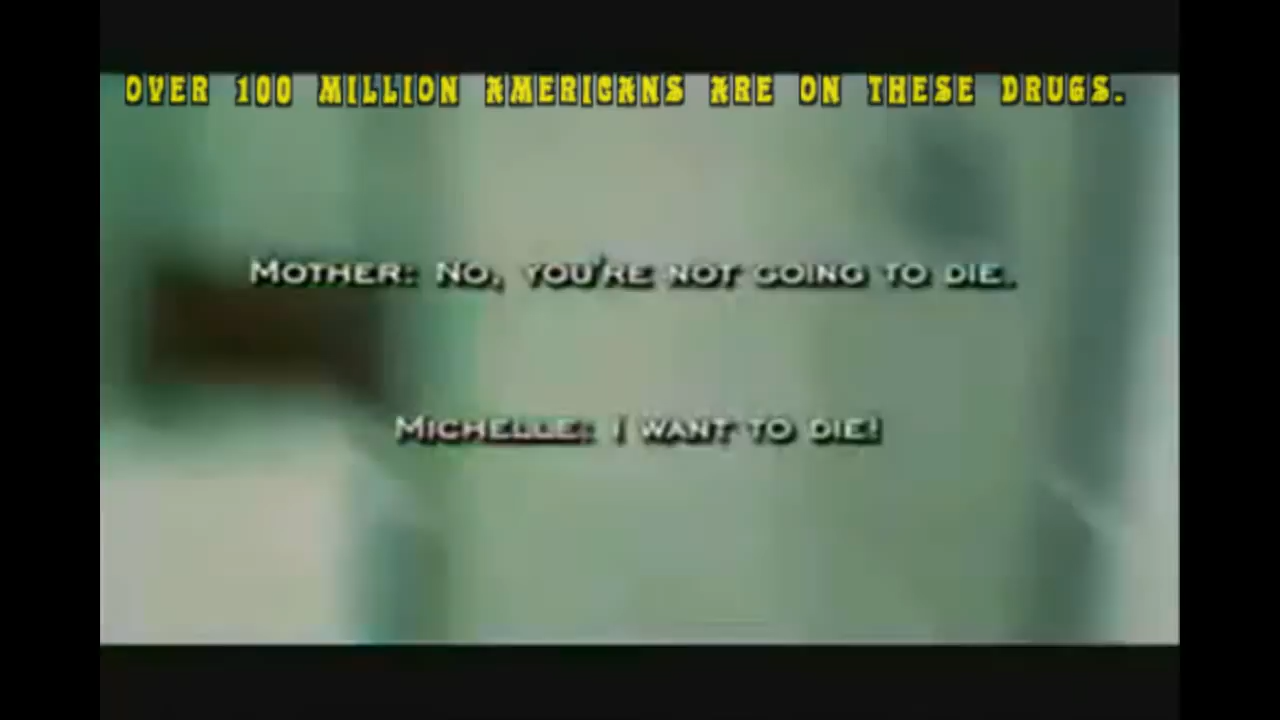 OVER 100 MILLION AMERICANS ARE ON THESE DRUGS.
MOTHER: NO, YOU'RE NOT GOING TO DIE.
MICHELLE: I WANT TO DIE!